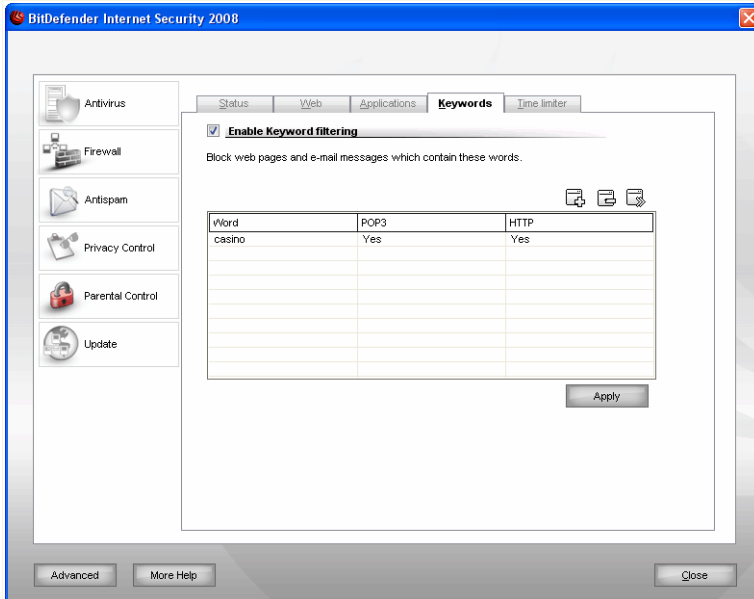 BitDefender Internet Security 2008
Antivirus
Firewall
Antispam
Privacy Control
Parental Control
Update
Status Web Applications Keywords Time limiter
Enable Keyword filtering
Block web pages and e-mail messages which contain these words.
Word POP3 HTTP
casino Yes Yes
Apply
Advanced More Help Close